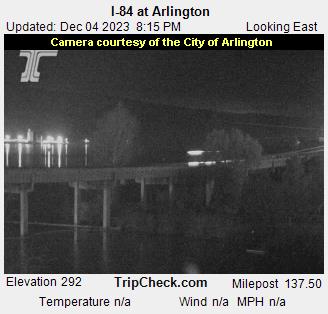 I-84 at Arlington
Updated: Dec 04 2023 8:15 PM Looking East
Camera courtesy of the City of Arlington
Elevation 292 TripCheck.com Milepost 137.50
Temperature n/a Wind n/a MPH n/a